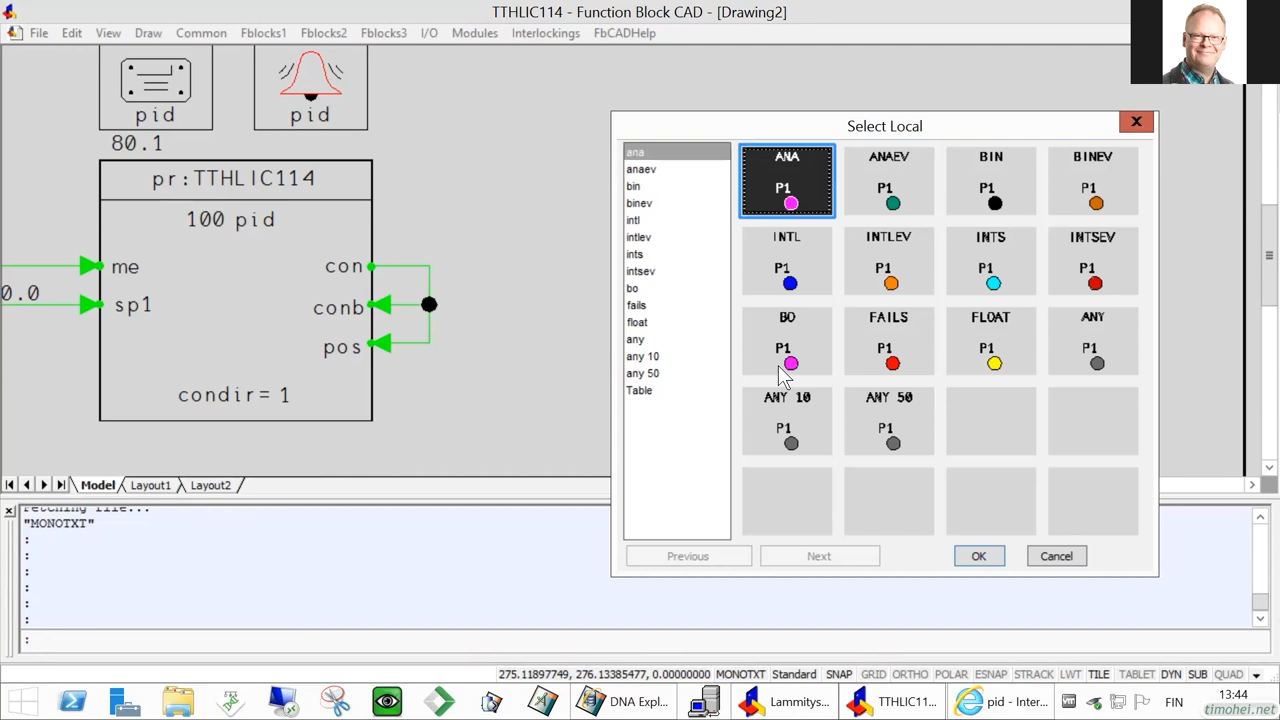 TTHLIC114 - Function Block CAD - [Drawing2]
File Edit View Draw Common Fblocks1 Fblocks2 Fblocks3 I/O Modules Interlockings FbCADHelp
pid pid
80.1
pr:TTHLIC114
100 pid
me con
0.0 sp1 conb
pos
condir= 1
Select Local
ana
anaev
bin
binev
intl
intlev
ints
intsev
bo
fails
float
any
any 10
any 50
Table
ANA ANAEV BIN BINEV
P1 P1 P1 P1
INTL INTLEV INTS INTSEV
P1 P1 P1 P1
BO FAILS FLOAT ANY
P1 P1 P1 P1
ANY 10 ANY 50
P1 P1
Previous Next OK Cancel
Model Layout1 Layout2
Fetching file...
"MONOTXT"
:
:
:
:
:
:
:
275.11897749, 276.13385477, 0.00000000 MONOTXT Standard SNAP GRID ORTHO POLAR ESNAP STRACK LWT TILE TABLET DYN SUB QUAD
DNA Expl... Lammitys... TTHLIC11... pid - Inter... FIN 13:44
timohei.net